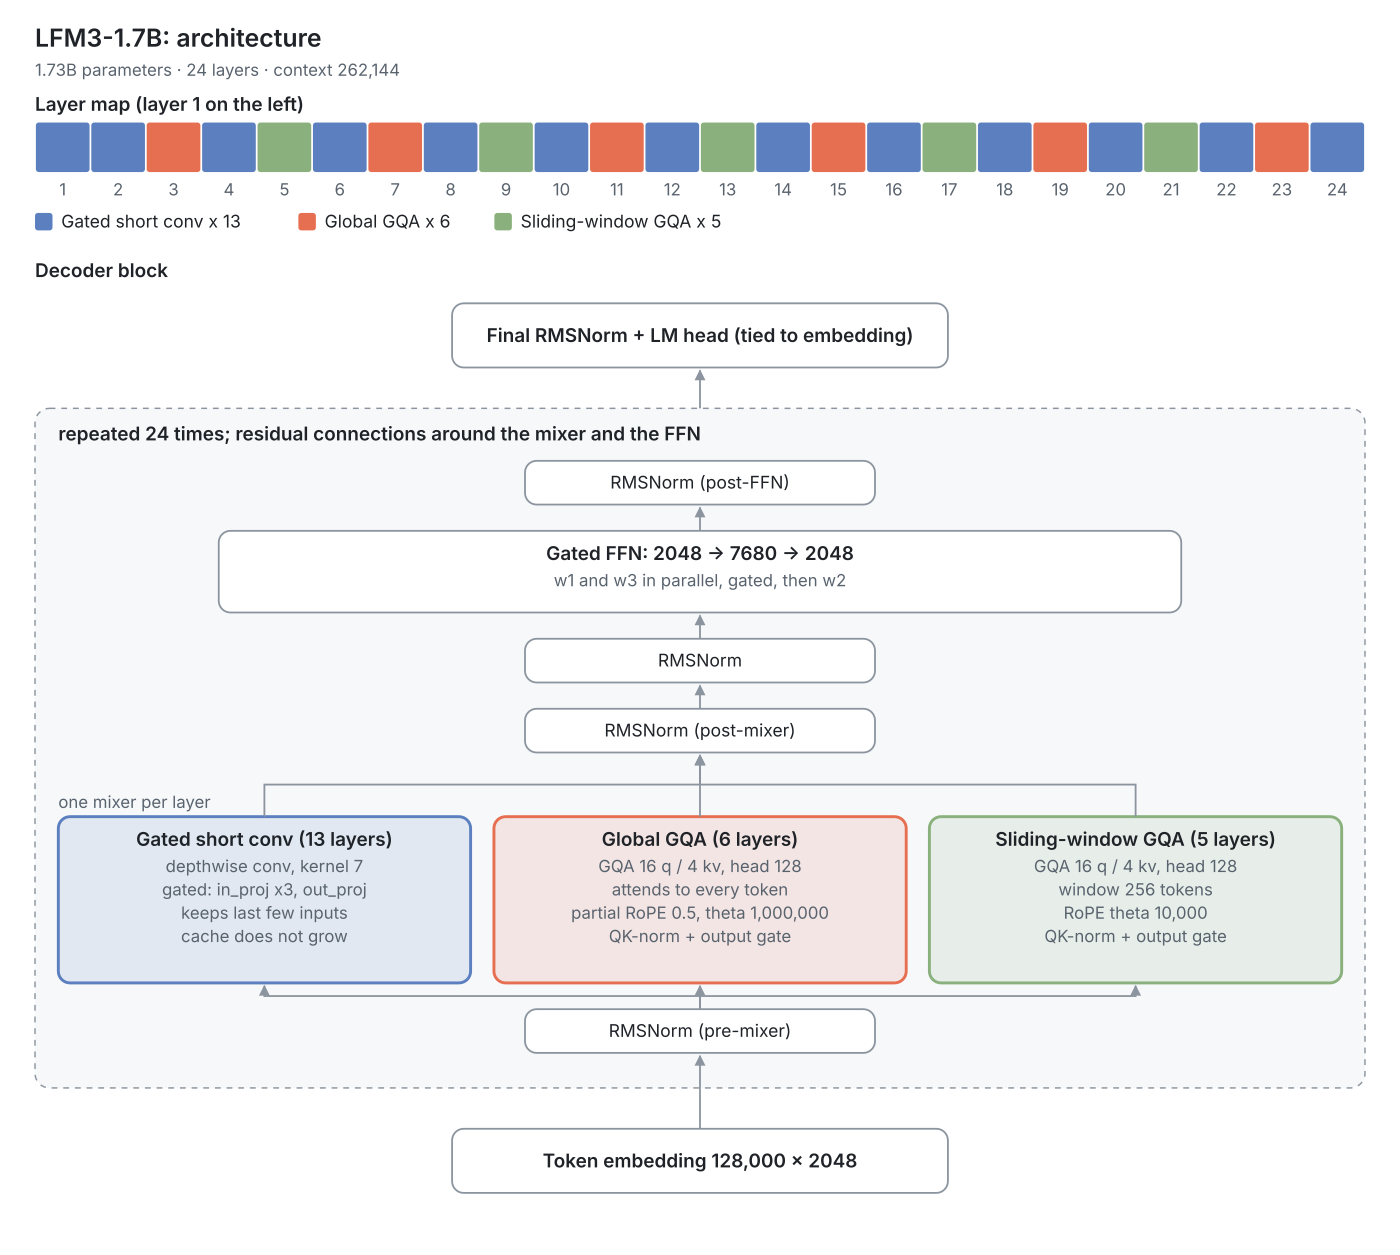 LFM3-1.7B: architecture
1.73B parameters · 24 layers · context 262,144
Layer map (layer 1 on the left)
1 2 3 4 5 6 7 8 9 10 11 12 13 14 15 16 17 18 19 20 21 22 23 24
Gated short conv x 13 Global GQA x 6 Sliding-window GQA x 5
Decoder block
Final RMSNorm + LM head (tied to embedding)
repeated 24 times; residual connections around the mixer and the FFN
RMSNorm (post-FFN)
Gated FFN: 2048 → 7680 → 2048
w1 and w3 in parallel, gated, then w2
RMSNorm
RMSNorm (post-mixer)
one mixer per layer
Gated short conv (13 layers)
depthwise conv, kernel 7
gated: in_proj x3, out_proj
keeps last few inputs
cache does not grow
Global GQA (6 layers)
GQA 16 q / 4 kv, head 128
attends to every token
partial RoPE 0.5, theta 1,000,000
QK-norm + output gate
Sliding-window GQA (5 layers)
GQA 16 q / 4 kv, head 128
window 256 tokens
RoPE theta 10,000
QK-norm + output gate
RMSNorm (pre-mixer)
Token embedding 128,000 × 2048